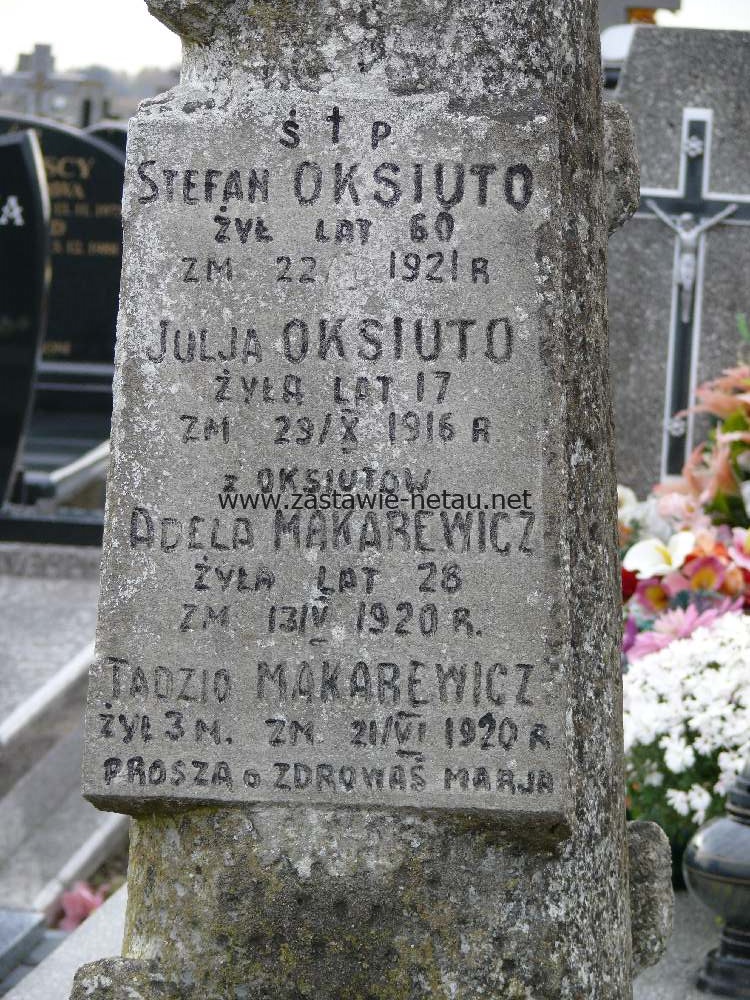 Ś † P
STEFAN OKSIUTO
ŻYŁ LAT 60
ZM 22/ 1921 R
JULJA OKSIUTO
ŻYŁA LAT 17
ZM 29/X 1916 R
Z OKSIUTÓW
www.zastawie-netau.net
ADELA MAKAREWICZ
ŻYŁA LAT 28
ZM 13/V 1920 R.
TADZIO MAKAREWICZ
ŻYŁ 3 M. ZM 21/VI 1920 R
PROSZĄ O ZDROWAŚ MARJA